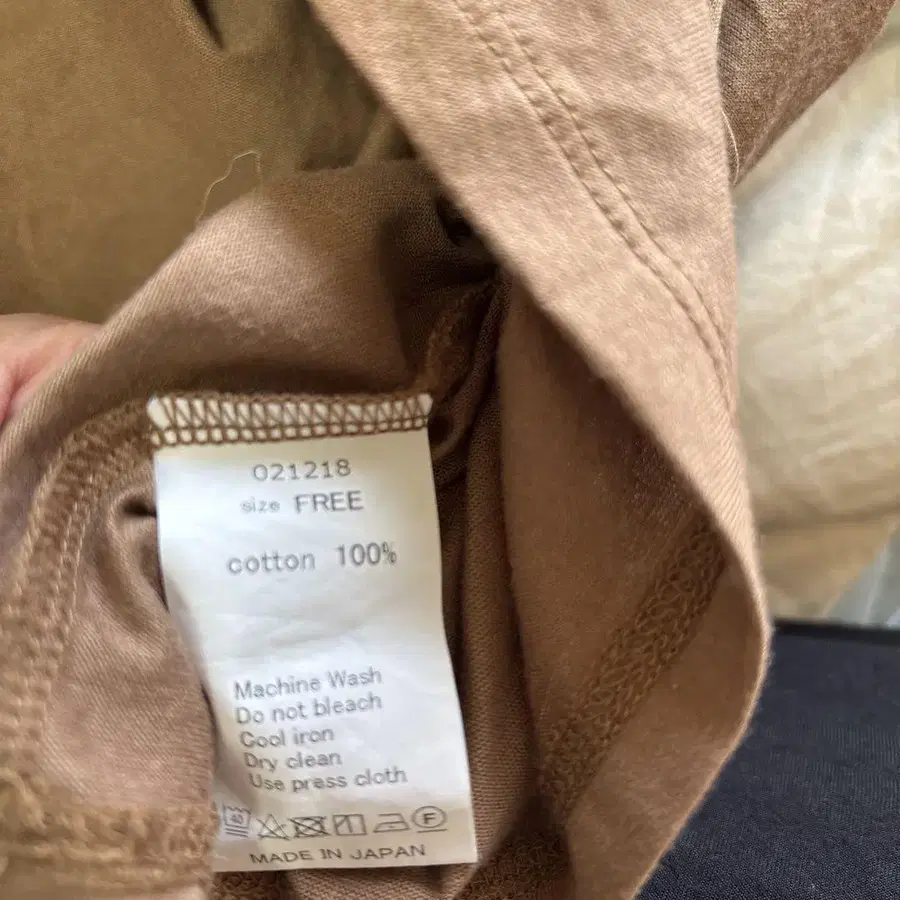 021218
size FREE
cotton 100%
Machine Wash
Do not bleach
Cool iron
Dry clean
Use press cloth
40 F
MADE IN JAPAN